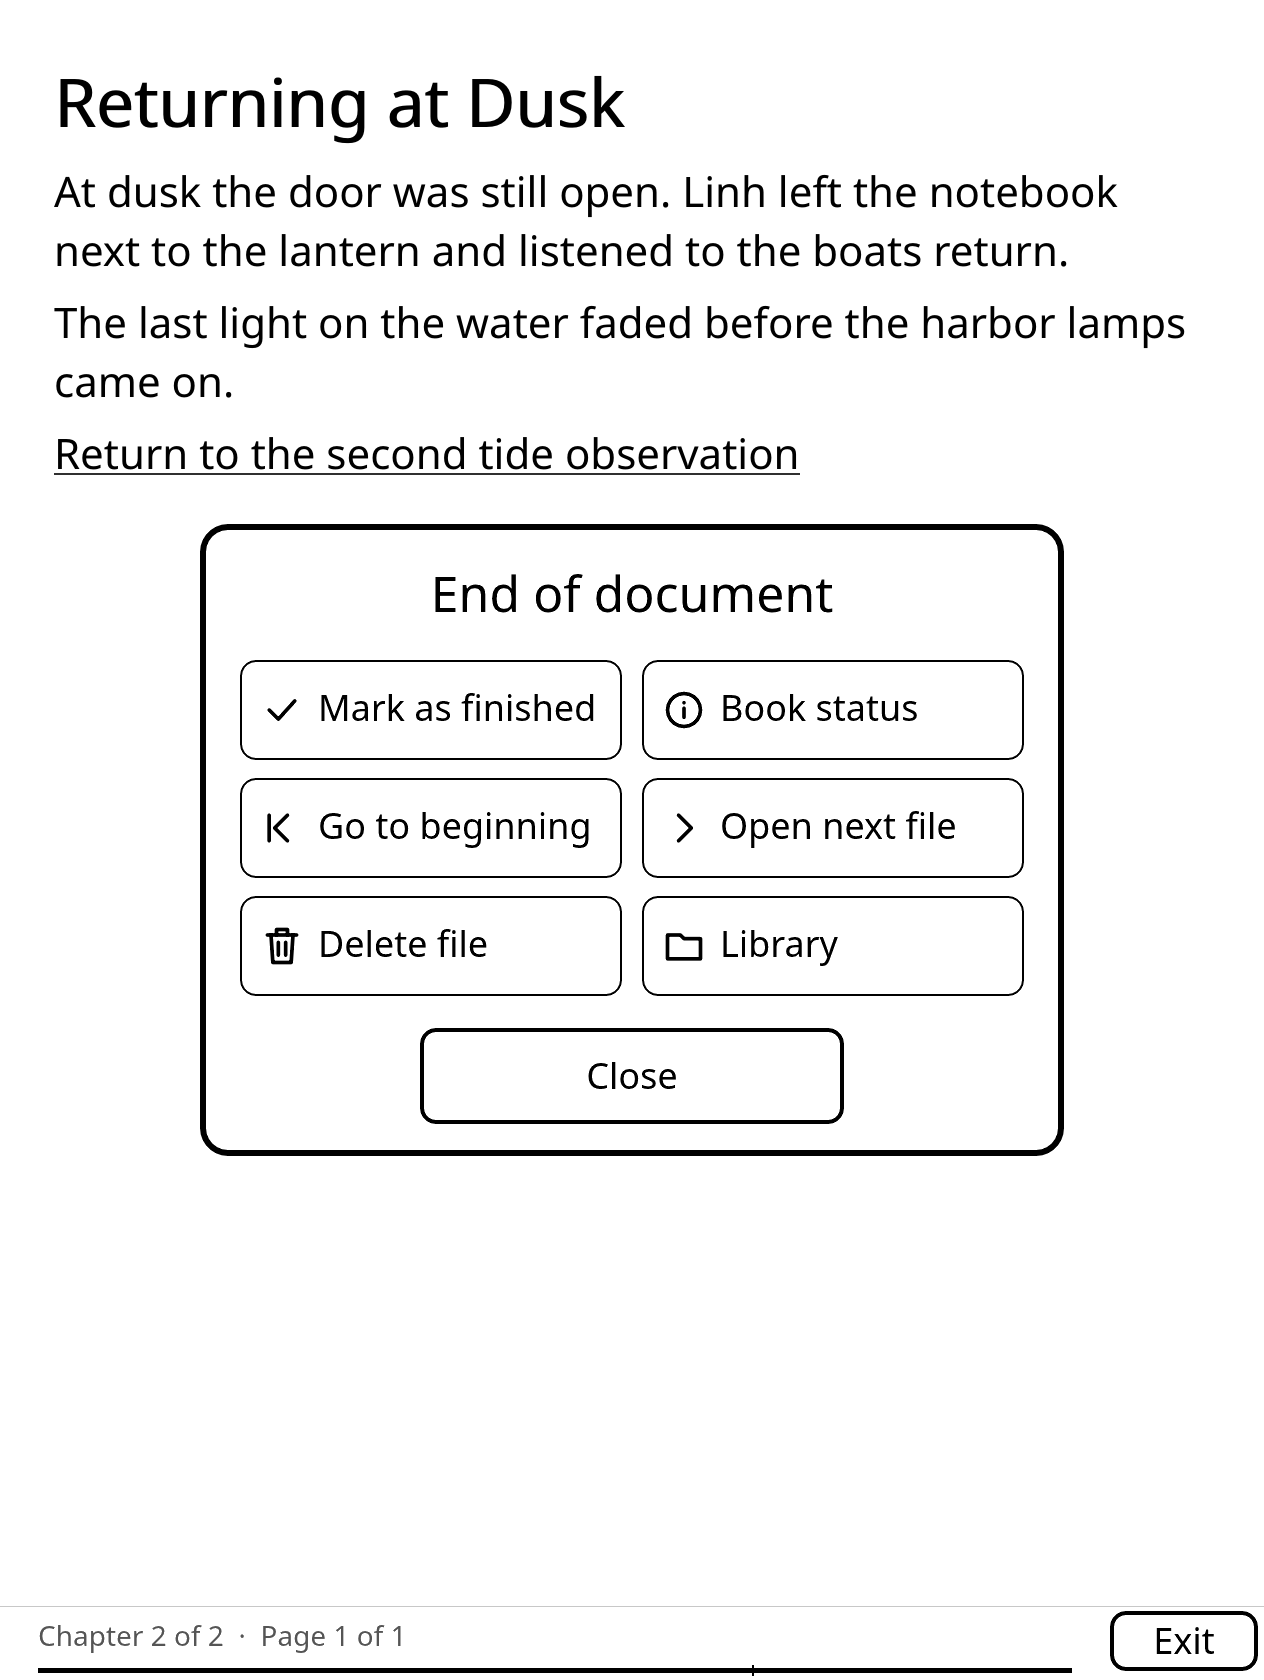 Returning at Dusk
At dusk the door was still open. Linh left the notebook
next to the lantern and listened to the boats return.
The last light on the water faded before the harbor lamps
came on.
Return to the second tide observation
End of document
Mark as finished
Book status
Go to beginning
Open next file
Delete file
Library
Close
Chapter 2 of 2 · Page 1 of 1
Exit